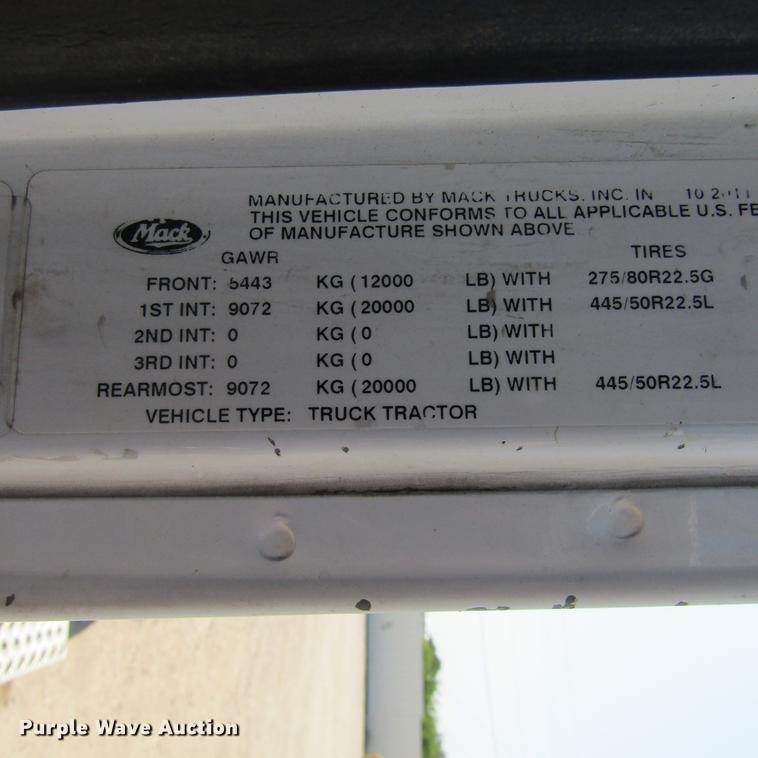 Mack
MANUFACTURED BY MACK TRUCKS, INC. IN 10 2011
THIS VEHICLE CONFORMS TO ALL APPLICABLE U.S. FE
OF MANUFACTURE SHOWN ABOVE
GAWR TIRES
FRONT: 5443 KG ( 12000 LB) WITH 275/80R22.5G
1ST INT: 9072 KG ( 20000 LB) WITH 445/50R22.5L
2ND INT: 0 KG ( 0 LB) WITH
3RD INT: 0 KG ( 0 LB) WITH
REARMOST: 9072 KG ( 20000 LB) WITH 445/50R22.5L
VEHICLE TYPE: TRUCK TRACTOR
Purple Wave Auction